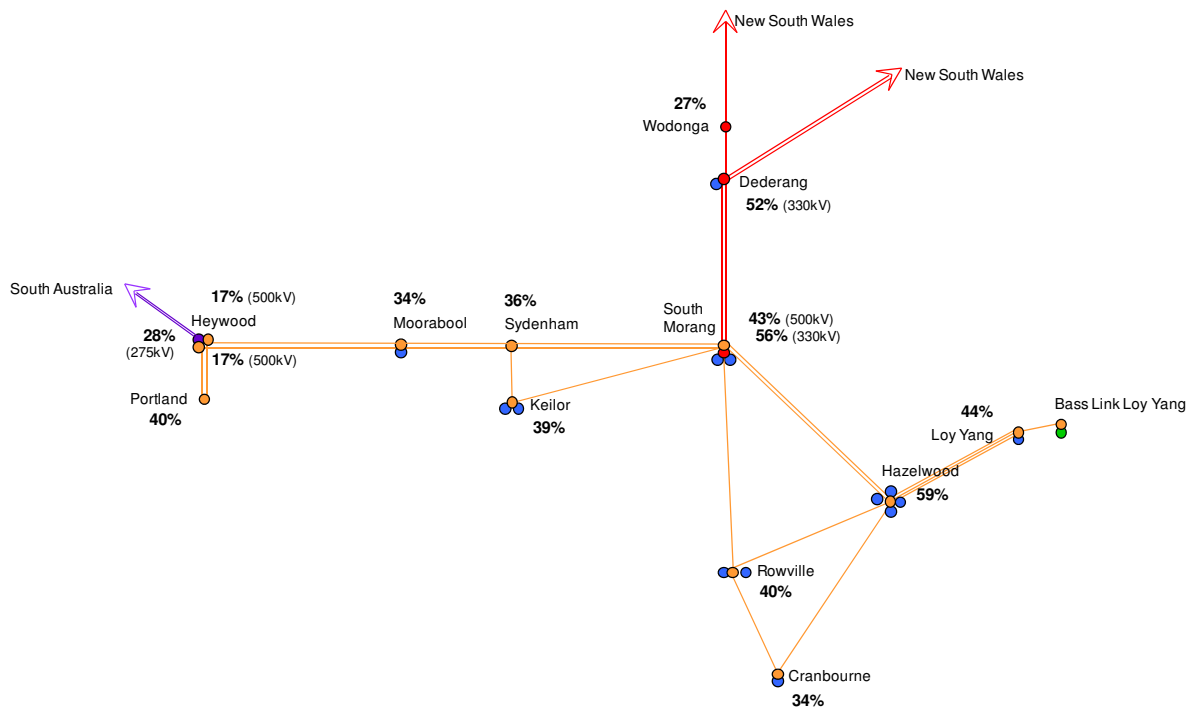 New South Wales
New South Wales
27%
Wodonga
Dederang
52% (330kV)
South Australia
17% (500kV)
Heywood
28%
(275kV)
17% (500kV)
Portland
40%
34%
Moorabool
36%
Sydenham
South
Morang
43% (500kV)
56% (330kV)
Keilor
39%
44%
Loy Yang
Bass Link Loy Yang
Hazelwood
59%
Rowville
40%
Cranbourne
34%